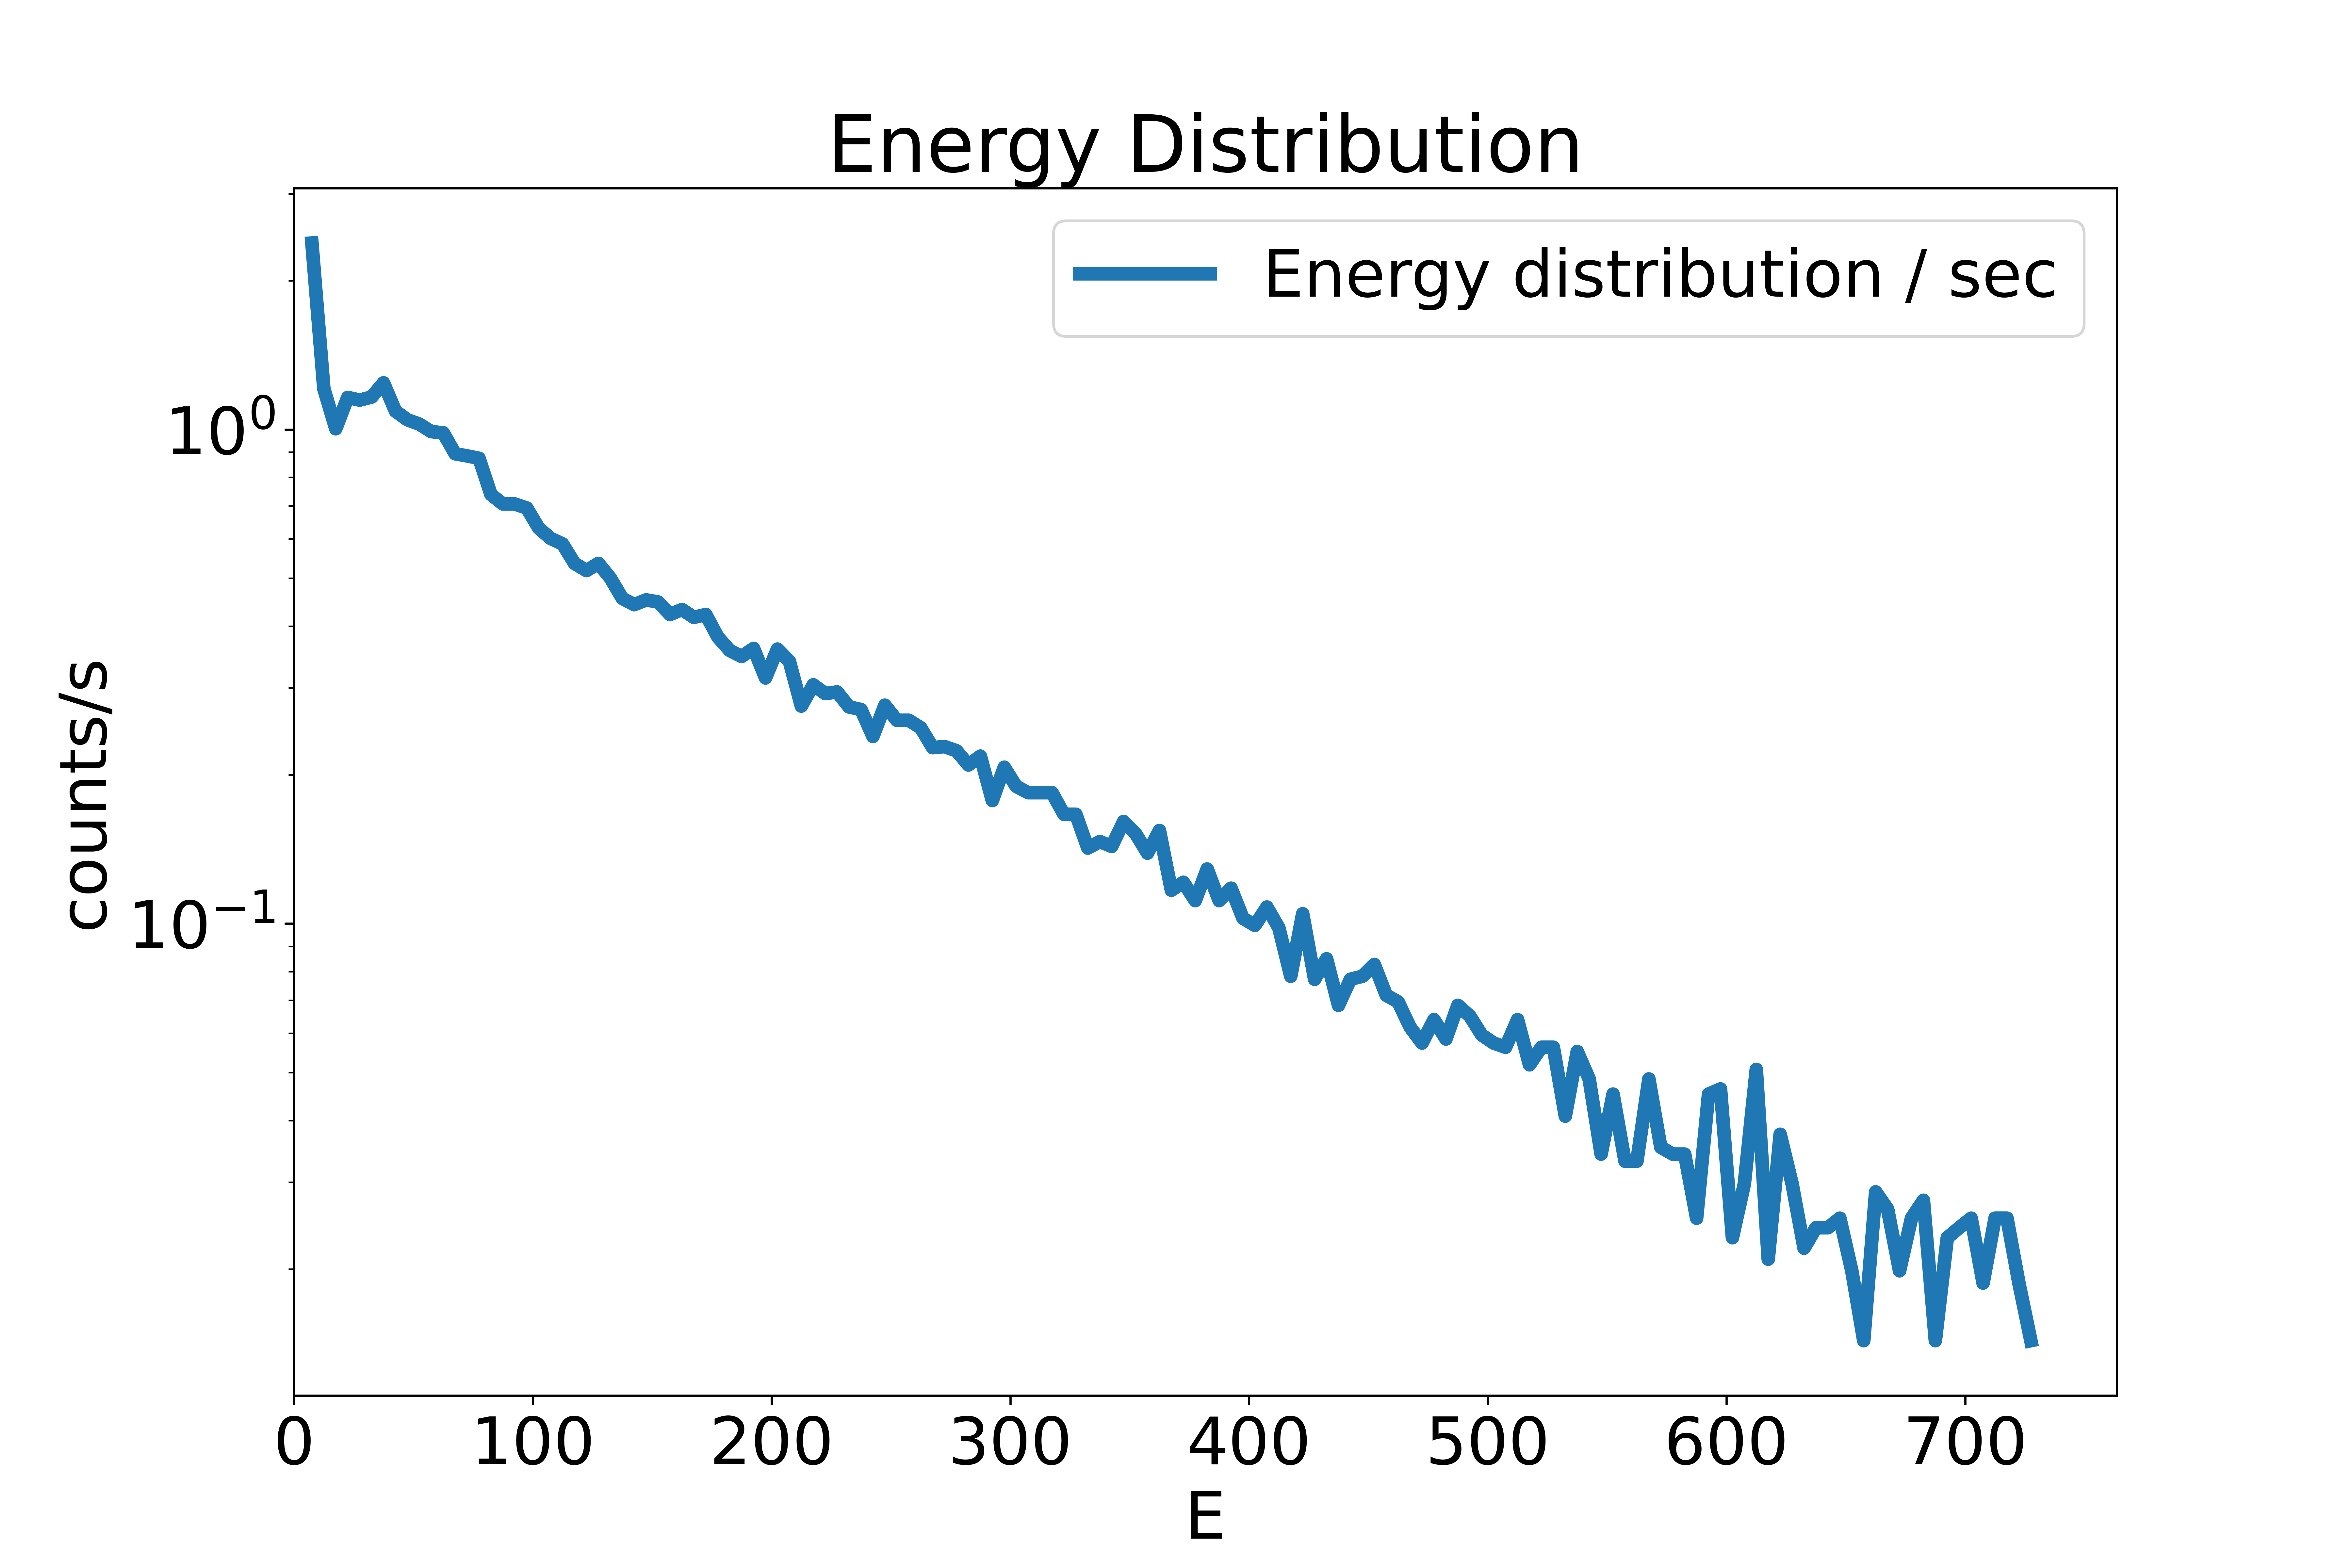 Energy Distribution
Energy distribution / sec
counts/s
10⁰
10⁻¹
0 100 200 300 400 500 600 700
E